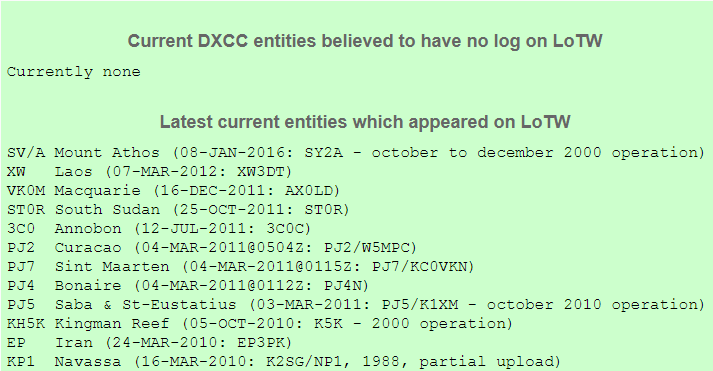 Current DXCC entities believed to have no log on LoTW
Currently none
Latest current entities which appeared on LoTW
SV/A Mount Athos (08-JAN-2016: SY2A - october to december 2000 operation)
XW   Laos (07-MAR-2012: XW3DT)
VK0M Macquarie (16-DEC-2011: AX0LD)
ST0R South Sudan (25-OCT-2011: ST0R)
3C0  Annobon (12-JUL-2011: 3C0C)
PJ2  Curacao (04-MAR-2011@0504Z: PJ2/W5MPC)
PJ7  Sint Maarten (04-MAR-2011@0115Z: PJ7/KC0VKN)
PJ4  Bonaire (04-MAR-2011@0112Z: PJ4N)
PJ5  Saba & St-Eustatius (03-MAR-2011: PJ5/K1XM - october 2010 operation)
KH5K Kingman Reef (05-OCT-2010: K5K - 2000 operation)
EP   Iran (24-MAR-2010: EP3PK)
KP1  Navassa (16-MAR-2010: K2SG/NP1, 1988, partial upload)